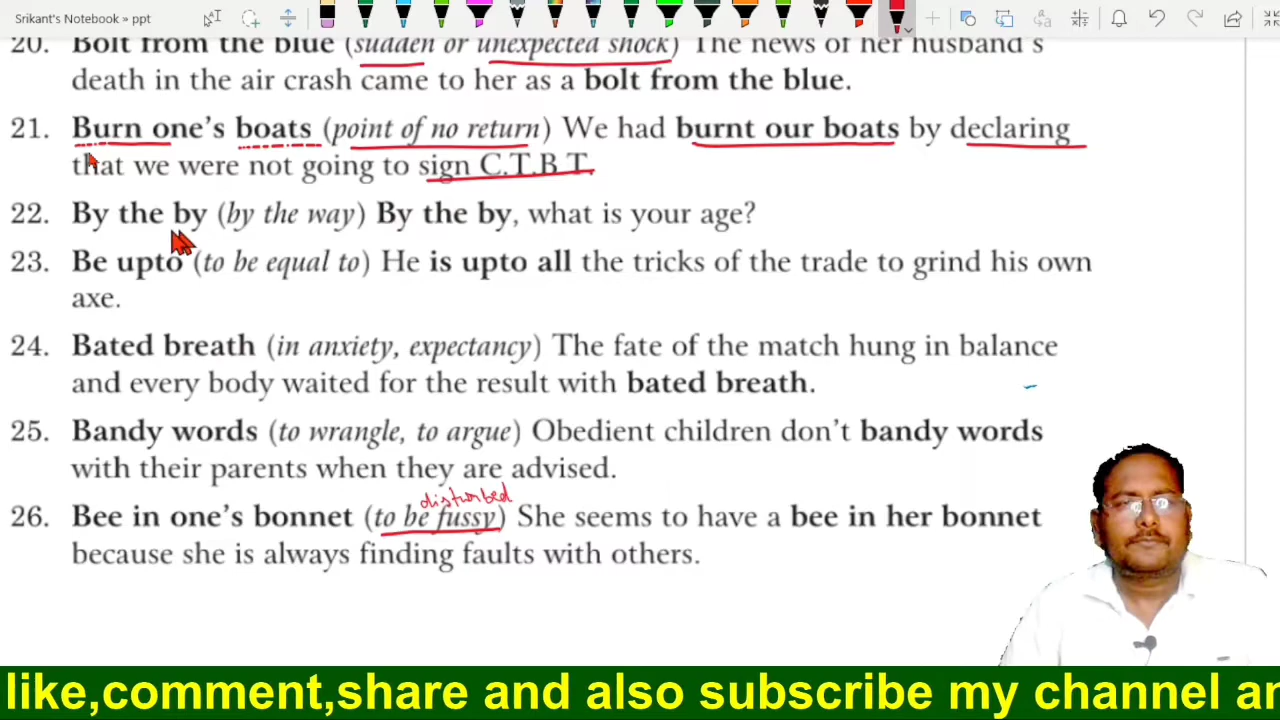 Srikant's Notebook » ppt
20. Bolt from the blue (sudden or unexpected shock) The news of her husband's
death in the air crash came to her as a bolt from the blue.
21. Burn one's boats (point of no return) We had burnt our boats by declaring
that we were not going to sign C.T.B.T.
22. By the by (by the way) By the by, what is your age?
23. Be upto (to be equal to) He is upto all the tricks of the trade to grind his own
axe.
24. Bated breath (in anxiety, expectancy) The fate of the match hung in balance
and every body waited for the result with bated breath.
25. Bandy words (to wrangle, to argue) Obedient children don't bandy words
with their parents when they are advised.
disturbed
26. Bee in one's bonnet (to be fussy) She seems to have a bee in her bonnet
because she is always finding faults with others.
like,comment,share and also subscribe my channel ar